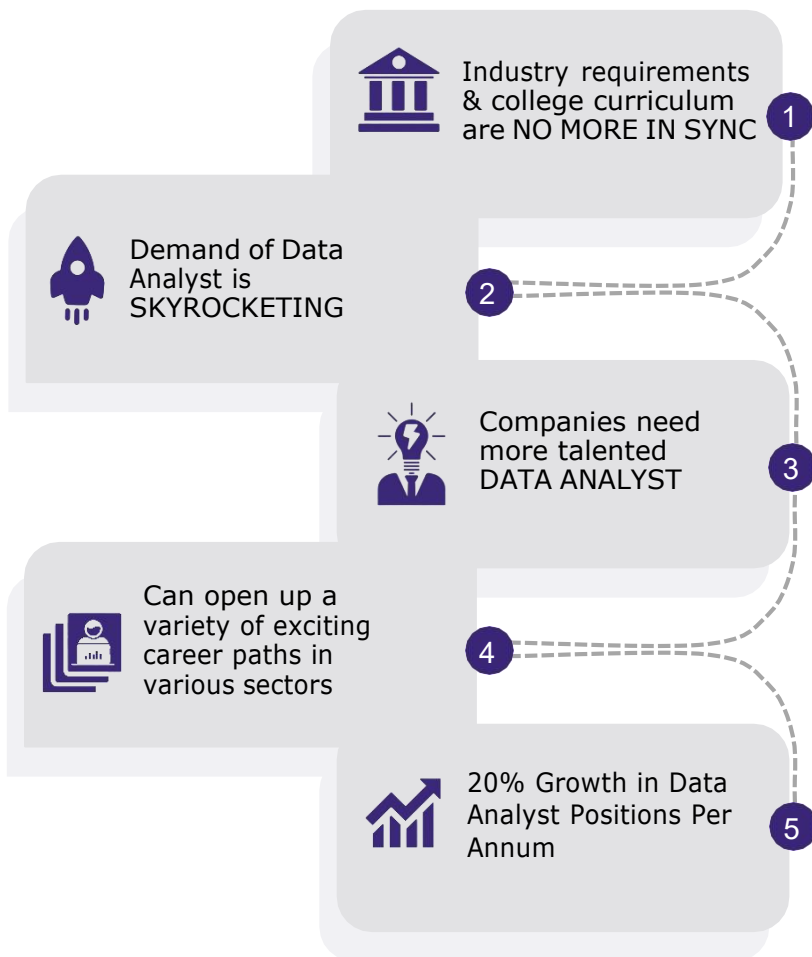 Industry requirements
& college curriculum
are NO MORE IN SYNC
1
Demand of Data
Analyst is
SKYROCKETING
2
Companies need
more talented
DATA ANALYST
3
Can open up a
variety of exciting
career paths in
various sectors
4
20% Growth in Data
Analyst Positions Per
Annum
5